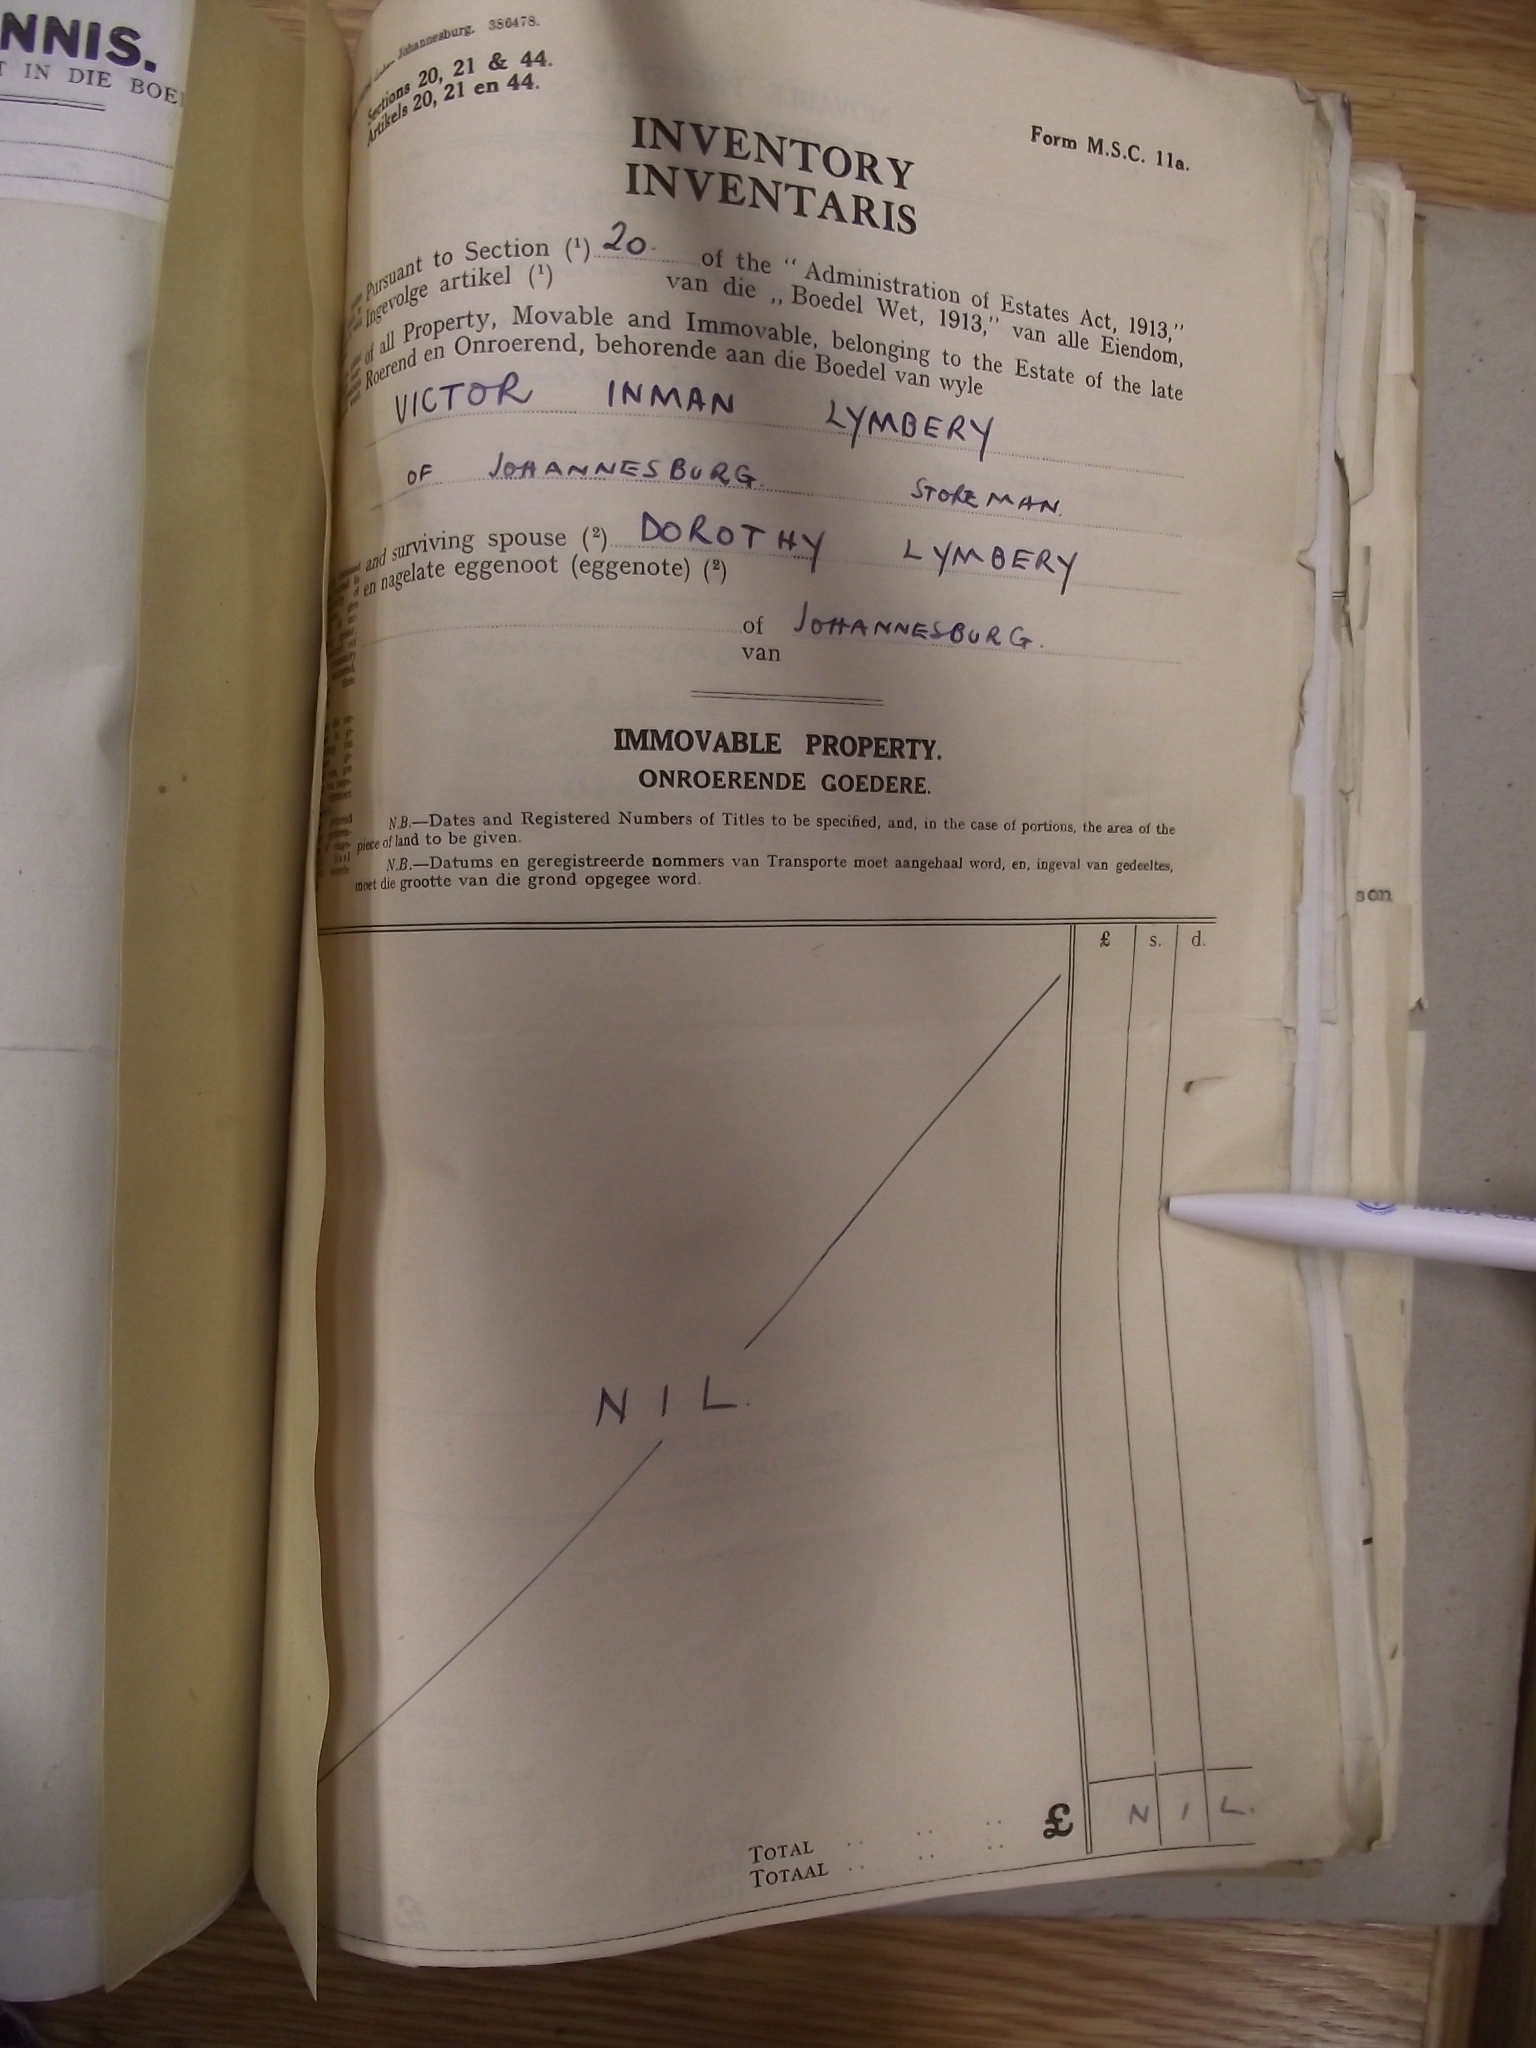 NNIS.
T IN DIE BOE
Johannesburg. 386478.
Sections 20, 21 & 44.
Artikels 20, 21 en 44.
Form M.S.C. 11a.
INVENTORY
INVENTARIS
Pursuant to Section (¹) 20 of the "Administration of Estates Act, 1913,"
Ingevolge artikel (¹) van die „Boedel Wet, 1913," van alle Eiendom,
of all Property, Movable and Immovable, belonging to the Estate of the late
Roerend en Onroerend, behorende aan die Boedel van wyle
VICTOR INMAN LYMBERY
OF JOHANNESBURG. STOREMAN.
and surviving spouse (²) DOROTHY LYMBERY
en nagelate eggenoot (eggenote) (²)
of JOHANNESBURG.
van
IMMOVABLE PROPERTY.
ONROERENDE GOEDERE.
N.B.—Dates and Registered Numbers of Titles to be specified, and, in the case of portions, the area of the
piece of land to be given.
N.B.—Datums en geregistreerde nommers van Transporte moet aangehaal word, en, ingeval van gedeeltes,
moet die grootte van die grond opgegee word.
£ s. d.
son
NIL.
TOTAL .. .. .. £ NIL.
TOTAAL .. .. ..